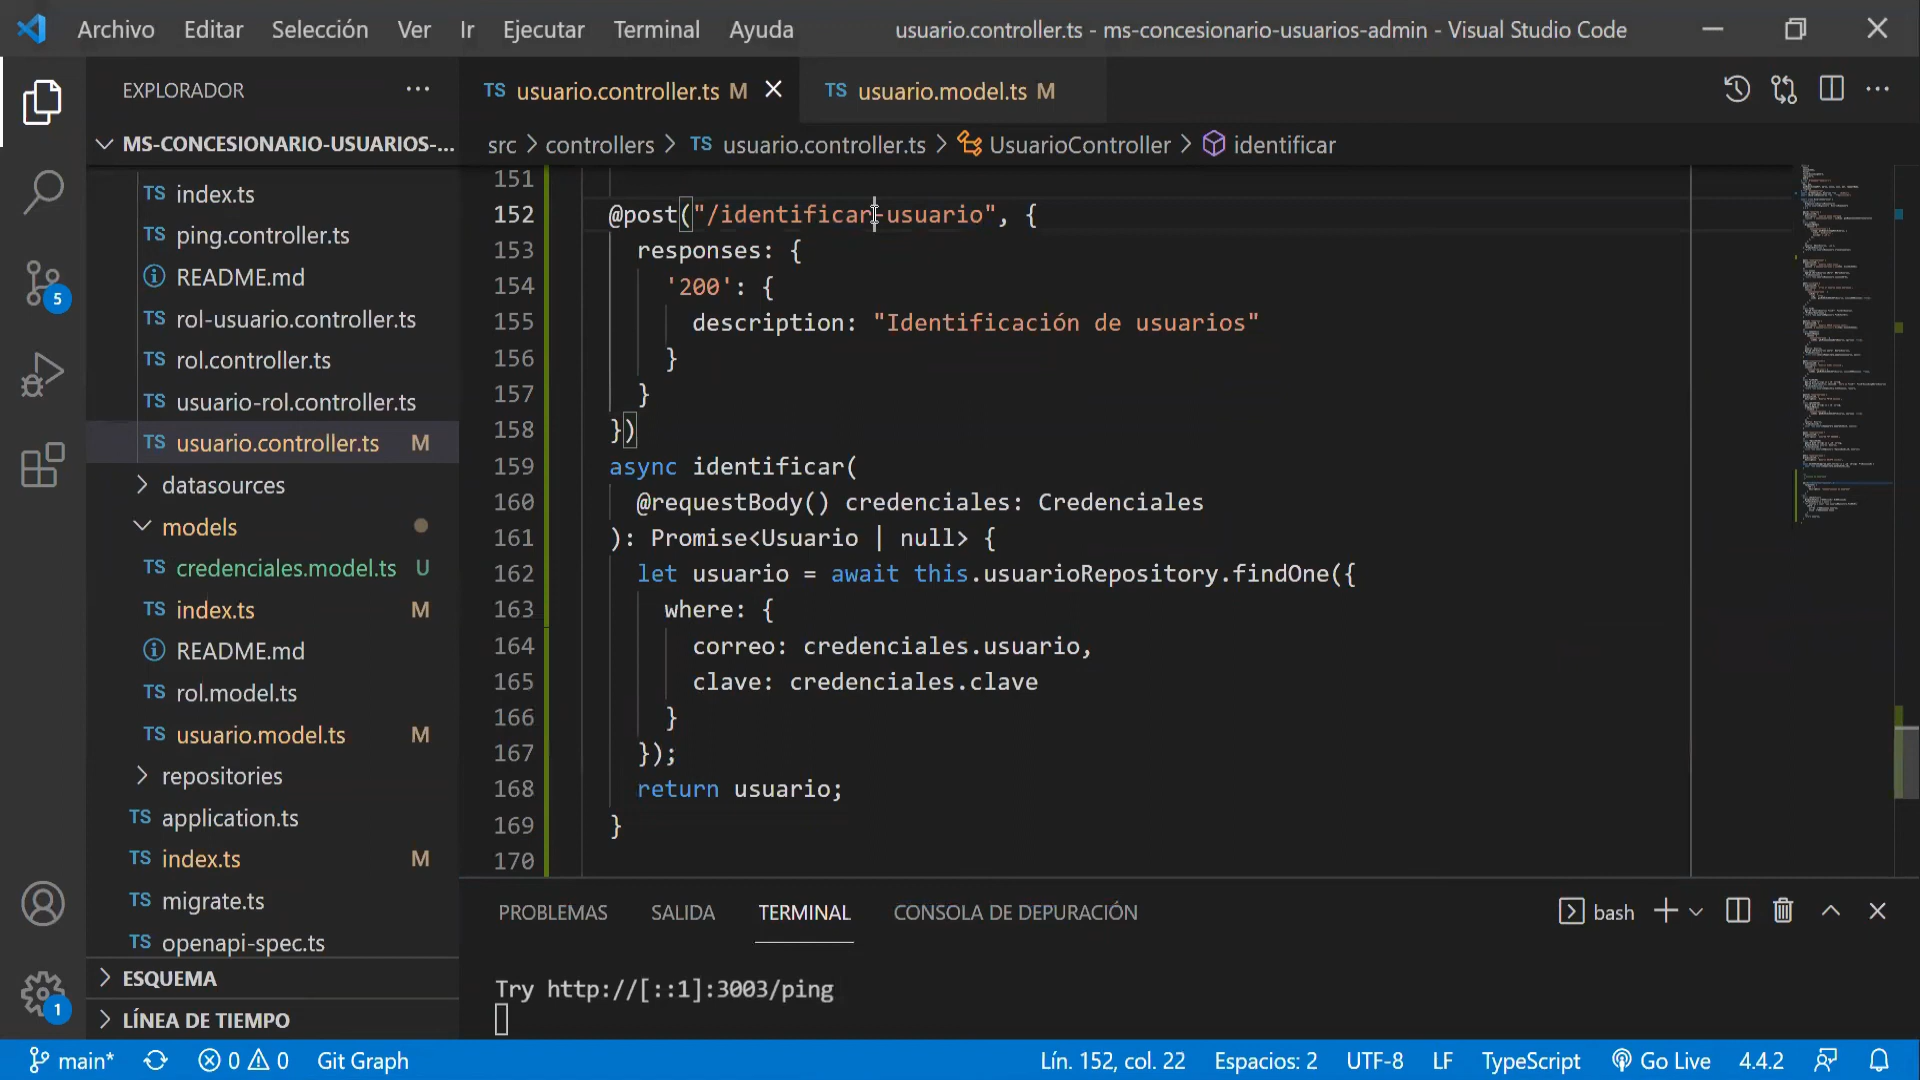 Archivo Editar Selección Ver Ir Ejecutar Terminal Ayuda usuario.controller.ts - ms-concesionario-usuarios-admin - Visual Studio Code
EXPLORADOR
TS usuario.controller.ts M
TS usuario.model.ts M
MS-CONCESIONARIO-USUARIOS-...
src > controllers > TS usuario.controller.ts > UsuarioController > identificar
TS index.ts
TS ping.controller.ts
README.md
TS rol-usuario.controller.ts
TS rol.controller.ts
TS usuario-rol.controller.ts
TS usuario.controller.ts M
datasources
models
TS credenciales.model.ts U
TS index.ts M
README.md
TS rol.model.ts
TS usuario.model.ts M
repositories
TS application.ts
TS index.ts M
TS migrate.ts
TS openapi-spec.ts
ESQUEMA
LÍNEA DE TIEMPO
5
1
151
152 @post("/identificar-usuario", {
153 responses: {
154 '200': {
155 description: "Identificación de usuarios"
156 }
157 }
158 })
159 async identificar(
160 @requestBody() credenciales: Credenciales
161 ): Promise<Usuario | null> {
162 let usuario = await this.usuarioRepository.findOne({
163 where: {
164 correo: credenciales.usuario,
165 clave: credenciales.clave
166 }
167 });
168 return usuario;
169 }
170
PROBLEMAS SALIDA TERMINAL CONSOLA DE DEPURACIÓN bash
Try http://[::1]:3003/ping
main* 0 0 Git Graph Lín. 152, col. 22 Espacios: 2 UTF-8 LF TypeScript Go Live 4.4.2